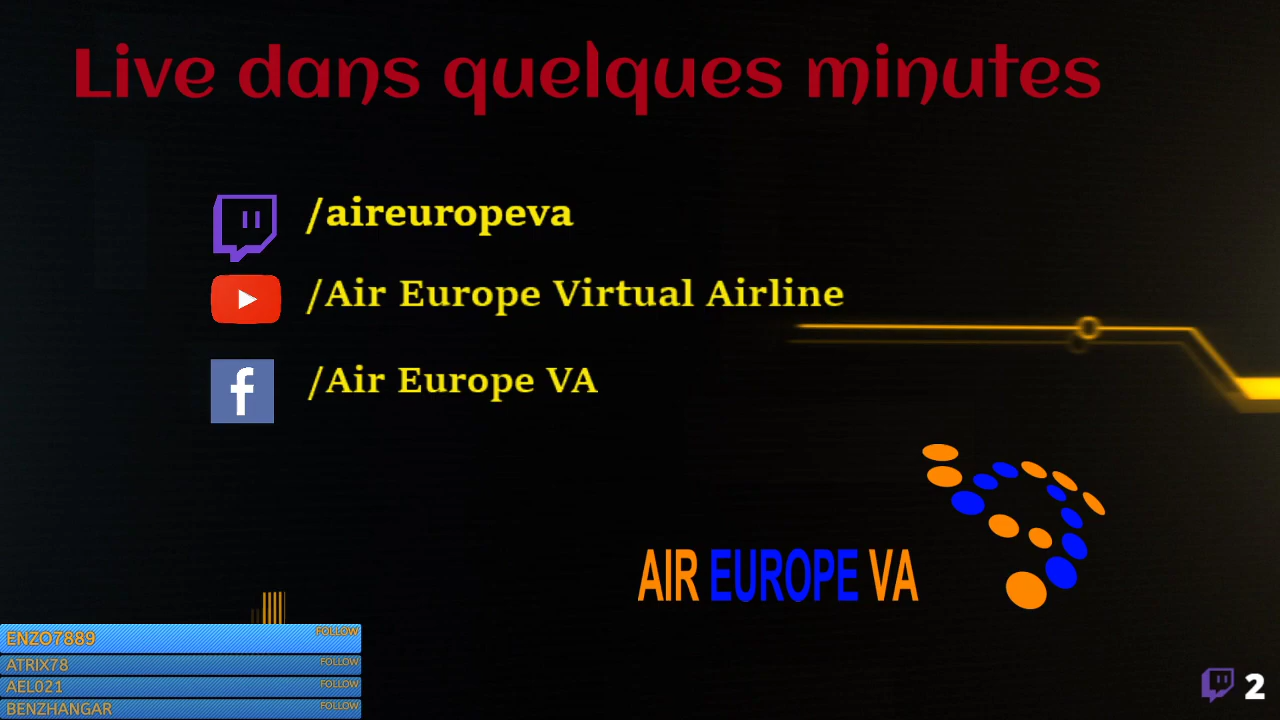 Live dans quelques minutes
/aireuropeva
/Air Europe Virtual Airline
/Air Europe VA
AIR EUROPE VA
ENZO7889 FOLLOW
ATRIX78 FOLLOW
AEL021 FOLLOW
BENZHANGAR FOLLOW
2